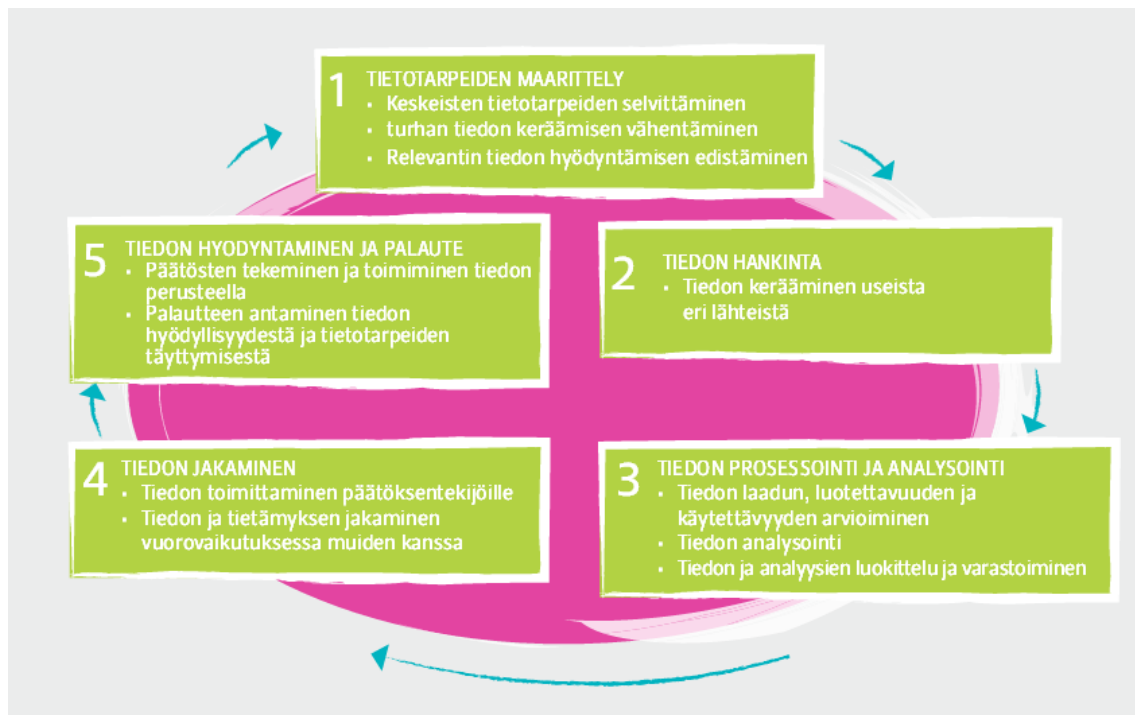 1
TIETOTARPEIDEN MAARITTELY
• Keskeisten tietotarpeiden selvittäminen
• turhan tiedon keräämisen vähentäminen
• Relevantin tiedon hyödyntämisen edistäminen
2
TIEDON HANKINTA
• Tiedon kerääminen useista
eri lähteistä
3
TIEDON PROSESSOINTI JA ANALYSOINTI
• Tiedon laadun, luotettavuuden ja
käytettävyyden arvioiminen
• Tiedon analysointi
• Tiedon ja analyysien luokittelu ja varastoiminen
4
TIEDON JAKAMINEN
• Tiedon toimittaminen päätöksentekijöille
• Tiedon ja tietämyksen jakaminen
vuorovaikutuksessa muiden kanssa
5
TIEDON HYODYNTAMINEN JA PALAUTE
• Päätösten tekeminen ja toimiminen tiedon
perusteella
• Palautteen antaminen tiedon
hyödyllisyydestä ja tietotarpeiden
täyttymisestä